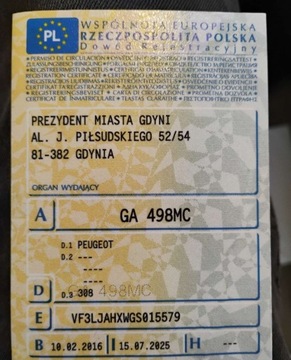 PL
WSPÓLNOTA EUROPEJSKA
RZECZPOSPOLITA POLSKA
Dowód Rejestracyjny
PREZYDENT MIASTA GDYNI
AL. J. PIŁSUDSKIEGO 52/54
81-382 GDYNIA
ORGAN WYDAJĄCY
A GA 498MC
D.1 PEUGEOT
D.2 ---
----
D D.3 308
E VF3LJAHXWGS015579
B 10.02.2016 I 15.07.2025 H ---